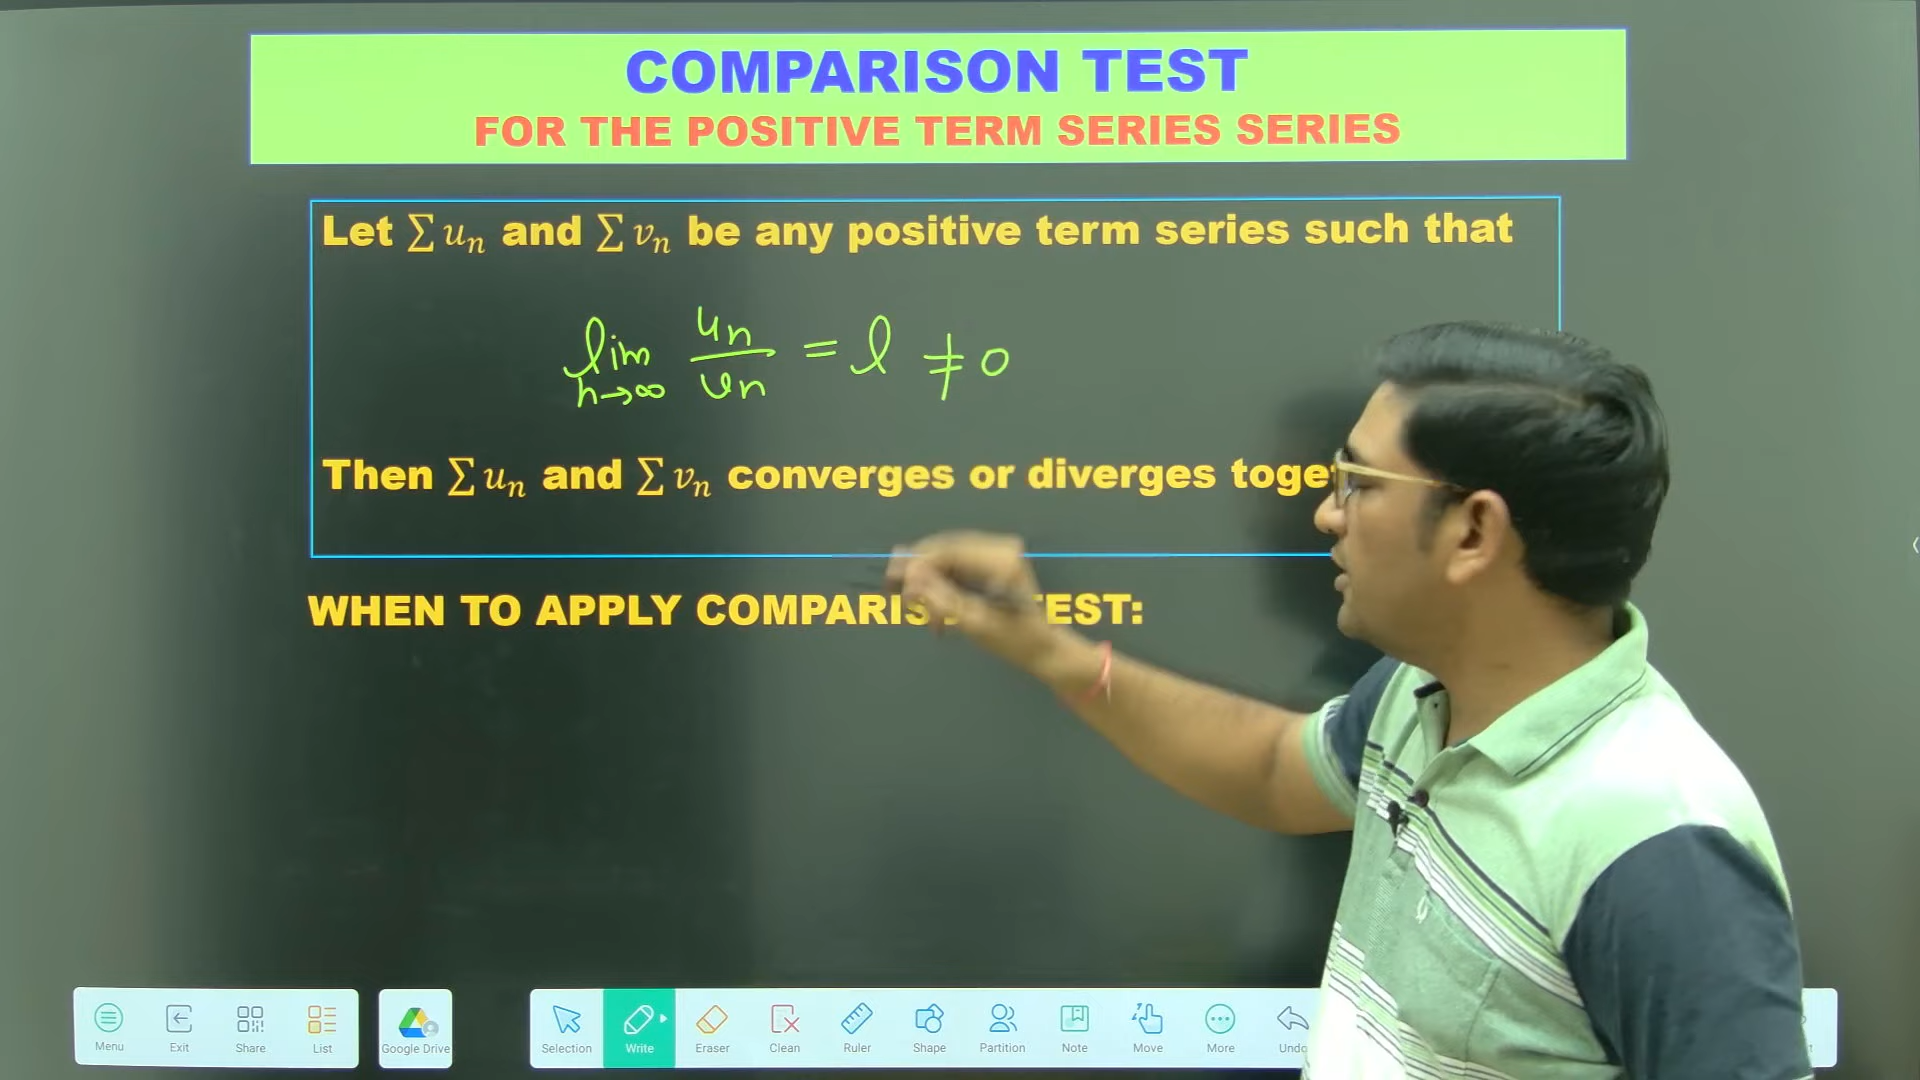 COMPARISON TEST
FOR THE POSITIVE TERM SERIES SERIES
Let ∑ uₙ and ∑ vₙ be any positive term series such that
lim n→∞ uₙ/vₙ = l ≠ 0
Then ∑ uₙ and ∑ vₙ converges or diverges toge
WHEN TO APPLY COMPARIS TEST:
Menu Exit Share List Google Drive Selection Write Eraser Clean Ruler Shape Partition Note Move More Undo